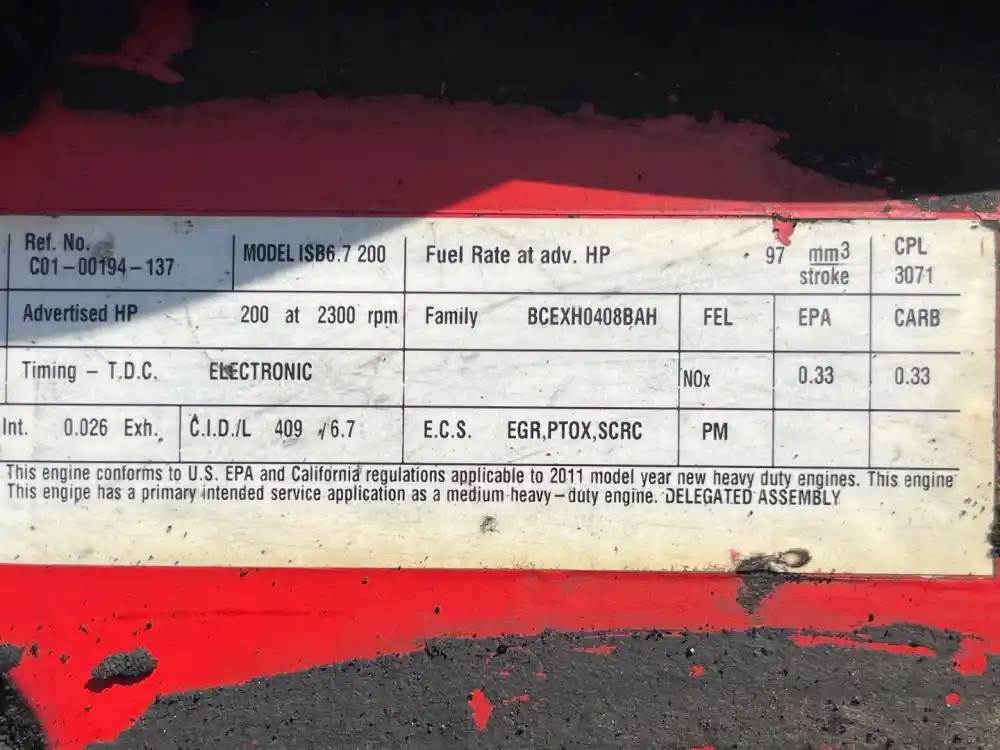 Ref. No.
C01-00194-137
MODEL ISB6.7 200
Fuel Rate at adv. HP 97 mm3
stroke
CPL
3071
Advertised HP 200 at 2300 rpm
Family BCEXH0408BAH
FEL
EPA
CARB
Timing - T.D.C. ELECTRONIC
NOx
0.33
0.33
Int. 0.026 Exh.
C.I.D./L 409 /6.7
E.C.S. EGR,PTOX,SCRC
PM
This engine conforms to U.S. EPA and California regulations applicable to 2011 model year new heavy duty engines. This engine
This engine has a primary intended service application as a medium heavy-duty engine. DELEGATED ASSEMBLY